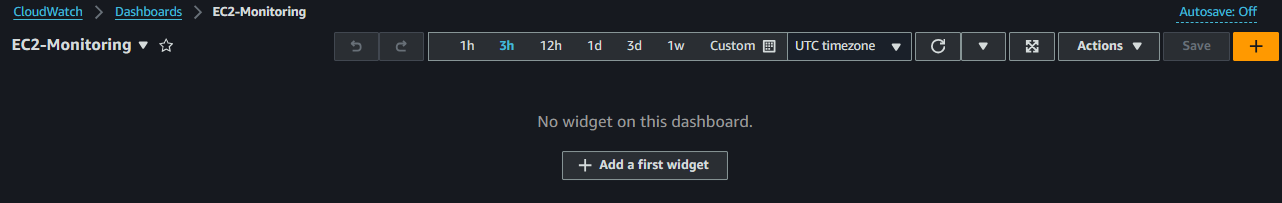 CloudWatch > Dashboards > EC2-Monitoring
Autosave: Off
EC2-Monitoring
1h 3h 12h 1d 3d 1w Custom UTC timezone Actions Save +
No widget on this dashboard.
+ Add a first widget